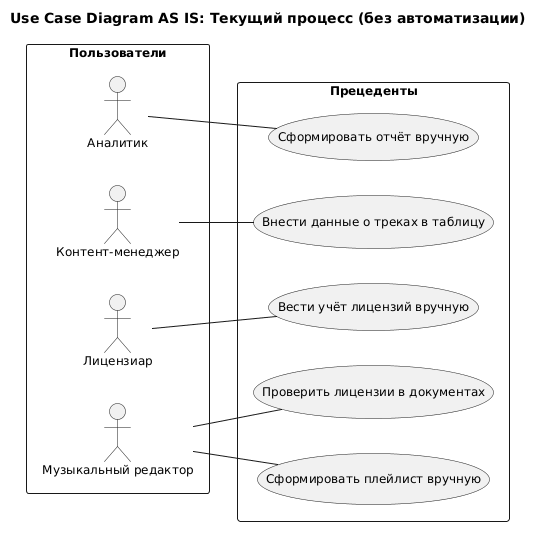 Use Case Diagram AS IS: Текущий процесс (без автоматизации)
Пользователи
Прецеденты
Аналитик
Сформировать отчёт вручную
Контент-менеджер
Внести данные о треках в таблицу
Лицензиар
Вести учёт лицензий вручную
Проверить лицензии в документах
Музыкальный редактор
Сформировать плейлист вручную